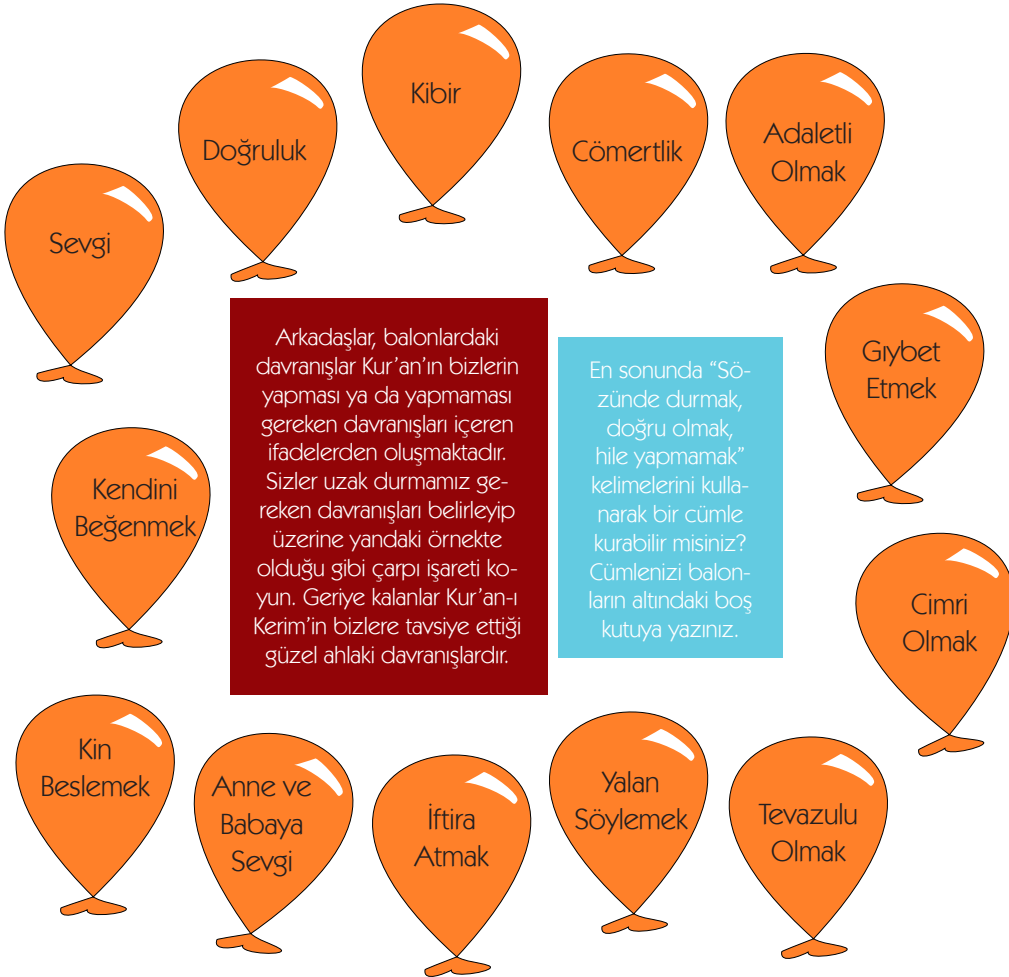 Kibir
Doğruluk
Cömertlik
Adaletli
Olmak
Sevgi
Gıybet
Etmek
Arkadaşlar, balonlardaki
davranışlar Kur’an’ın bizlerin
yapması ya da yapmaması
gereken davranışları içeren
ifadelerden oluşmaktadır.
Sizler uzak durmamız ge-
reken davranışları belirleyip
üzerine yandaki örnekte
olduğu gibi çarpı işareti ko-
yun. Geriye kalanlar Kur’an-ı
Kerim’in bizlere tavsiye ettiği
güzel ahlaki davranışlardır.
En sonunda “Sö-
zünde durmak,
doğru olmak,
hile yapmamak”
kelimelerini kulla-
narak bir cümle
kurabilir misiniz?
Cümlenizi balon-
ların altındaki boş
kutuya yazınız.
Kendini
Beğenmek
Cimri
Olmak
Kin
Beslemek
Anne ve
Babaya
Sevgi
İftira
Atmak
Yalan
Söylemek
Tevazulu
Olmak